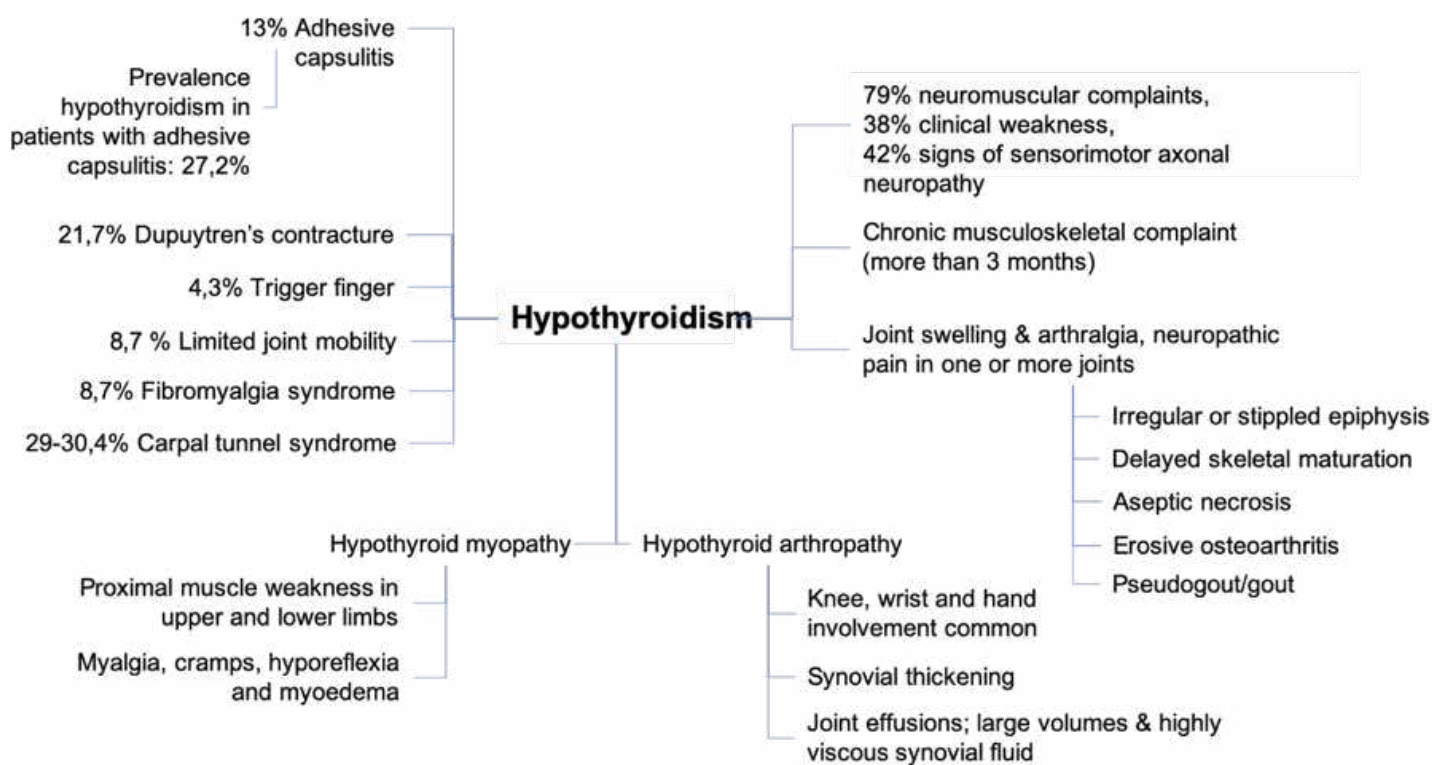 13% Adhesive
capsulitis
Prevalence
hypothyroidism in
patients with adhesive
capsulitis: 27,2%
21,7% Dupuytren's contracture
4,3% Trigger finger
8,7 % Limited joint mobility
8,7% Fibromyalgia syndrome
29-30,4% Carpal tunnel syndrome
Hypothyroidism
79% neuromuscular complaints,
38% clinical weakness,
42% signs of sensorimotor axonal
neuropathy
Chronic musculoskeletal complaint
(more than 3 months)
Joint swelling & arthralgia, neuropathic
pain in one or more joints
Irregular or stippled epiphysis
Delayed skeletal maturation
Aseptic necrosis
Erosive osteoarthritis
Pseudogout/gout
Hypothyroid myopathy
Proximal muscle weakness in
upper and lower limbs
Myalgia, cramps, hyporeflexia
and myoedema
Hypothyroid arthropathy
Knee, wrist and hand
involvement common
Synovial thickening
Joint effusions; large volumes & highly
viscous synovial fluid